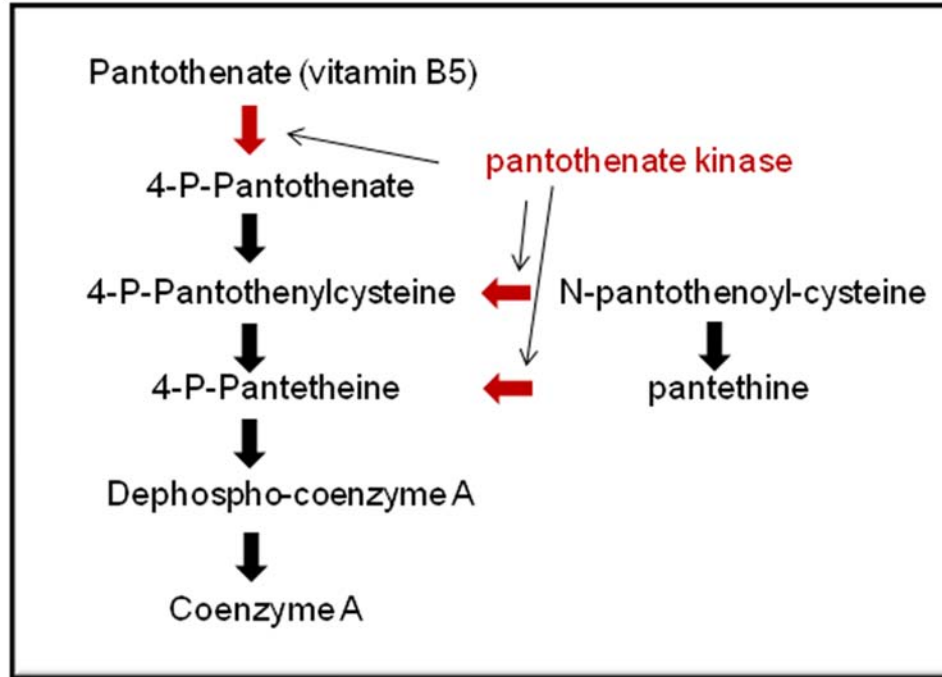 Pantothenate (vitamin B5)
pantothenate kinase
4-P-Pantothenate
4-P-Pantothenylcysteine
N-pantothenoyl-cysteine
4-P-Pantetheine
pantethine
Dephospho-coenzyme A
Coenzyme A